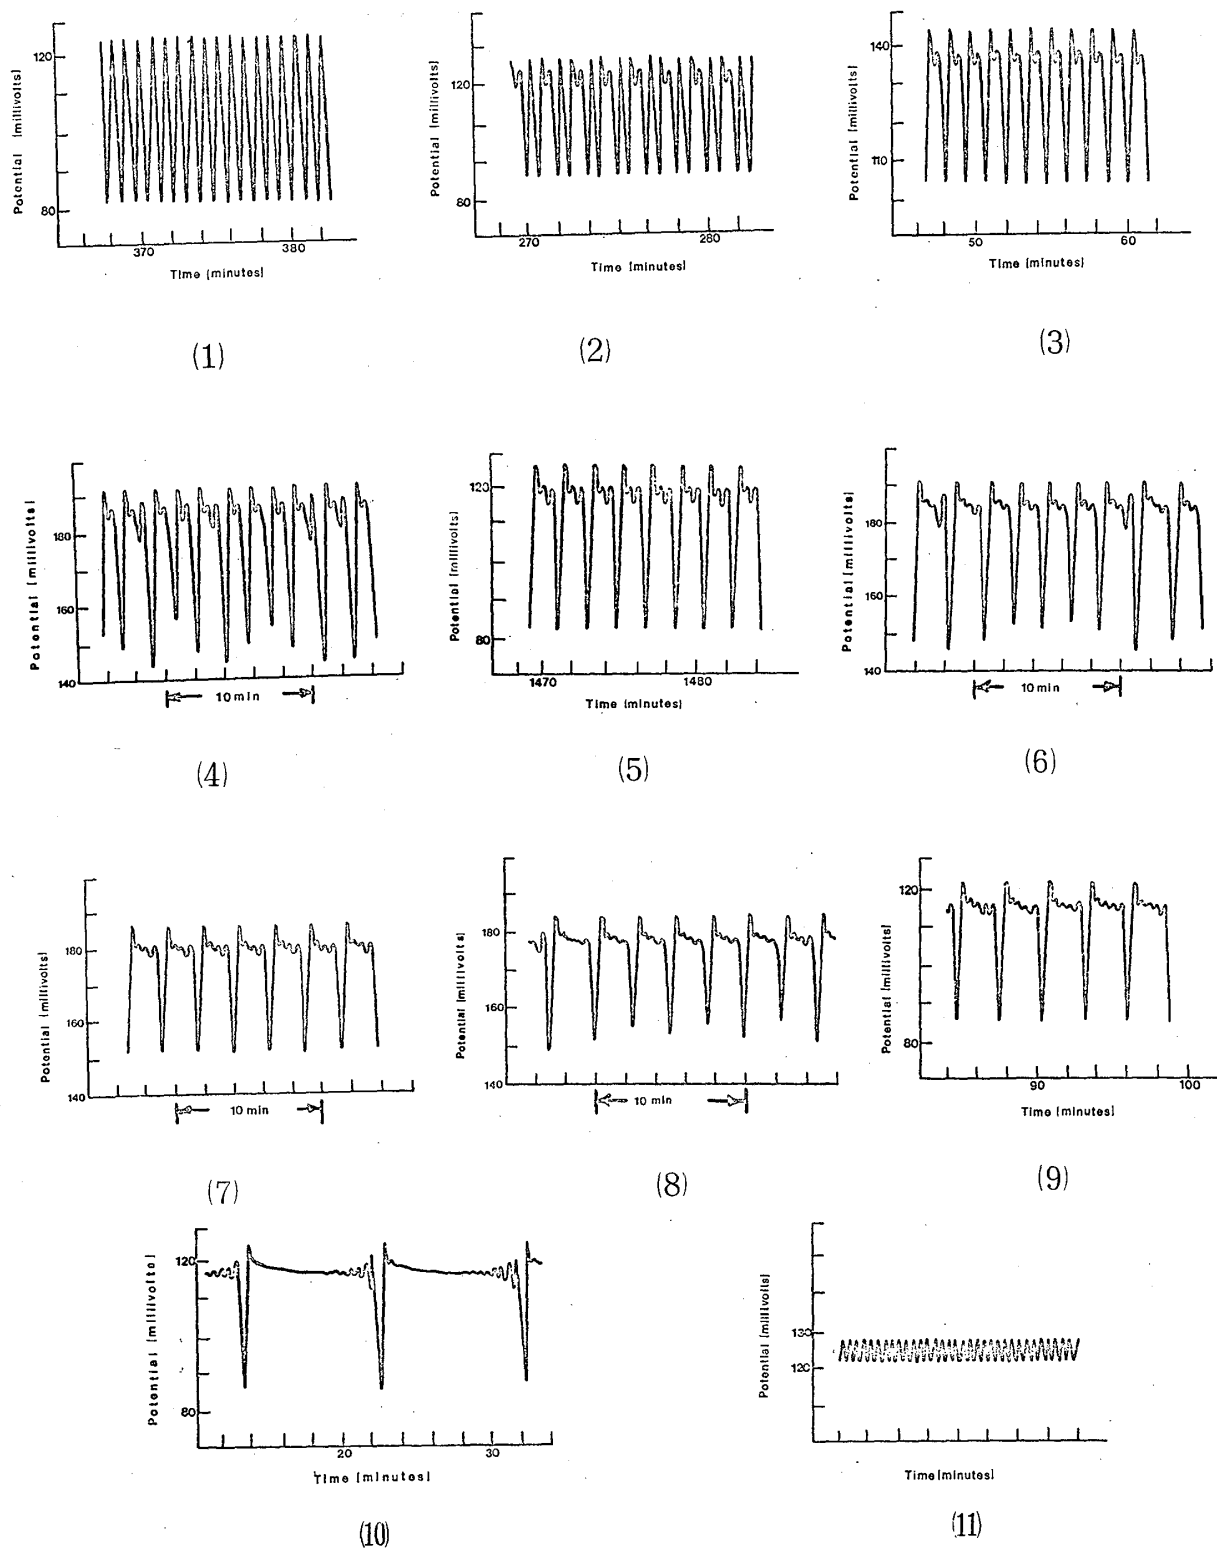 120
80
Potential (millivolts)
370 380
Time (minutes)
(1)
120
80
Potential (millivolts)
270 280
Time (minutes)
(2)
140
110
Potential (millivolts)
50 60
Time (minutes)
(3)
180
160
140
Potential (millivolts)
10 min
(4)
120
80
Potential (millivolts)
1470 1480
Time (minutes)
(5)
180
160
140
Potential (millivolts)
10 min
(6)
180
160
140
Potential (millivolts)
10 min
(7)
180
160
140
Potential (millivolts)
10 min
(8)
120
80
Potential (millivolts)
90 100
Time (minutes)
(9)
120
80
Potential (millivolts)
20 30
Time (minutes)
(10)
130
120
Potential (millivolts)
Time (minutes)
(11)